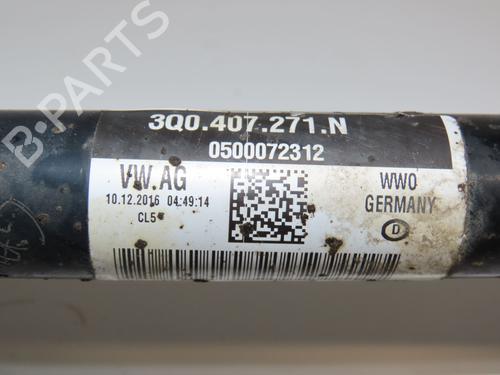 B-PARTS
3Q0.407.271.N
0500072312
VW.AG
10.12.2016 04:49:14
CL5
WWO
GERMANY
D